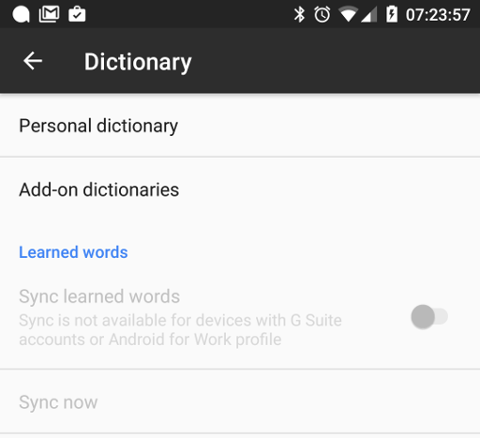 07:23:57
Dictionary
Personal dictionary
Add-on dictionaries
Learned words
Sync learned words
Sync is not available for devices with G Suite
accounts or Android for Work profile
Sync now